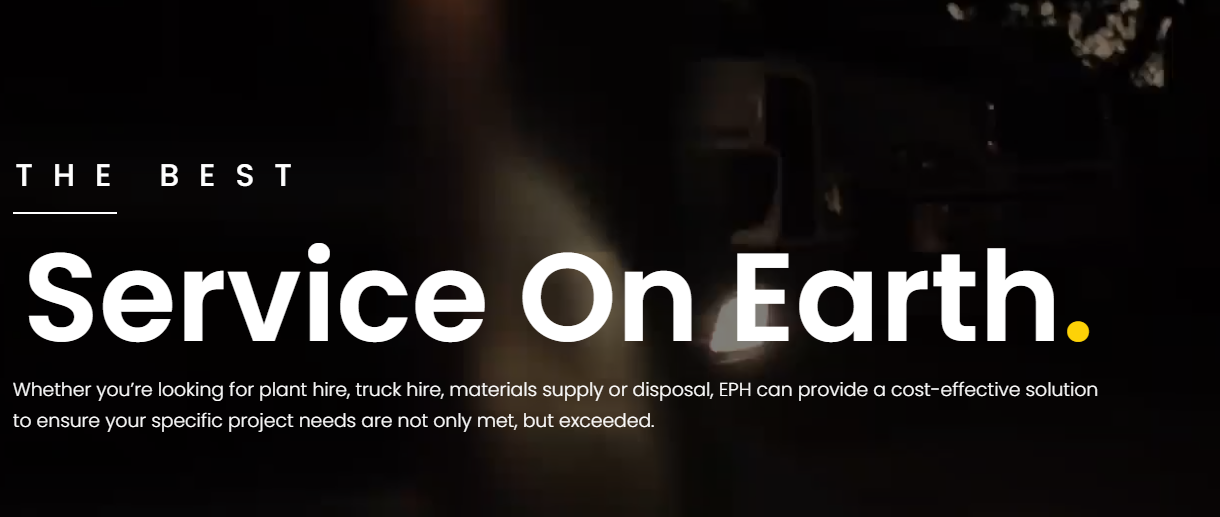 THE BEST
Service On Earth.
Whether you’re looking for plant hire, truck hire, materials supply or disposal, EPH can provide a cost-effective solution
to ensure your specific project needs are not only met, but exceeded.